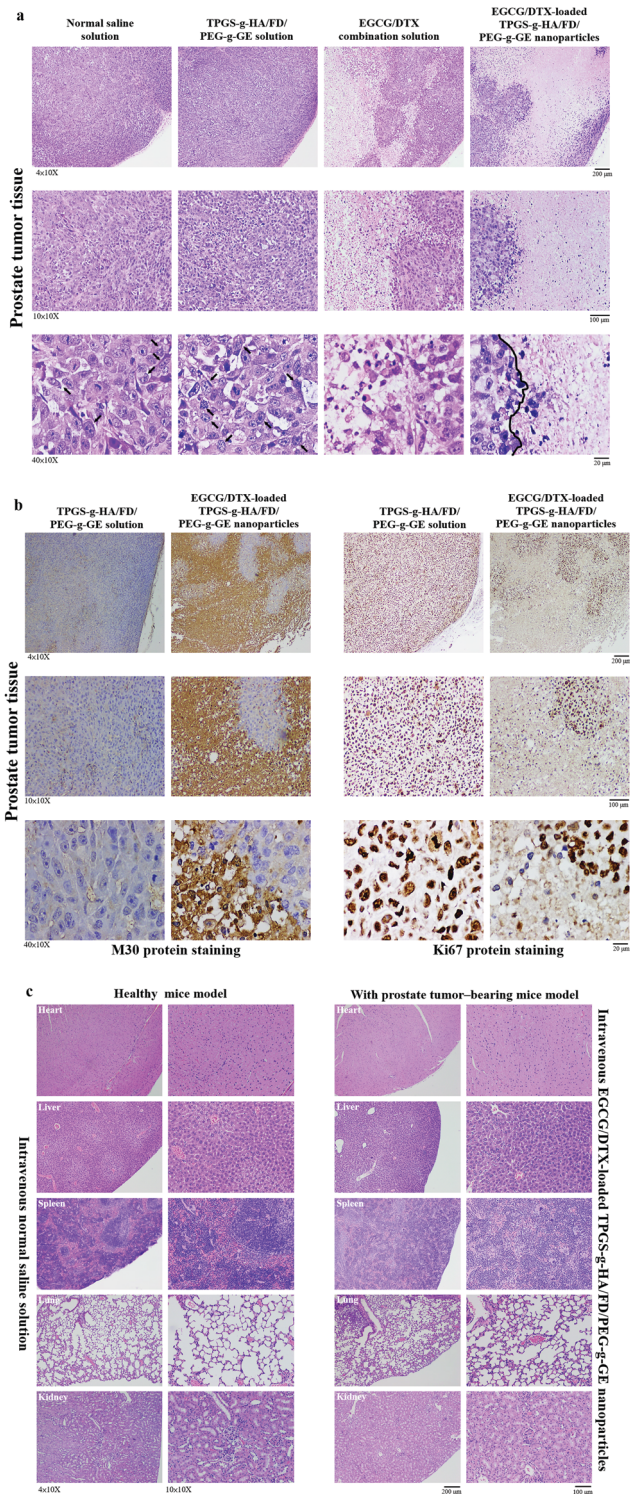 a
Normal saline
solution
TPGS-g-HA/FD/
PEG-g-GE solution
EGCG/DTX
combination solution
EGCG/DTX-loaded
TPGS-g-HA/FD/
PEG-g-GE nanoparticles
Prostate tumor tissue
4x10X
200 μm
10x10X
100 μm
40x10X
20 μm
b
TPGS-g-HA/FD/
PEG-g-GE solution
EGCG/DTX-loaded
TPGS-g-HA/FD/
PEG-g-GE nanoparticles
TPGS-g-HA/FD/
PEG-g-GE solution
EGCG/DTX-loaded
TPGS-g-HA/FD/
PEG-g-GE nanoparticles
Prostate tumor tissue
4x10X
200 μm
10x10X
100 μm
40x10X
20 μm
M30 protein staining
Ki67 protein staining
c
Healthy mice model
With prostate tumor–bearing mice model
Intravenous normal saline solution
Heart
Heart
Liver
Liver
Spleen
Spleen
Lung
Lung
Kidney
Kidney
Intravenous EGCG/DTX-loaded TPGS-g-HA/FD/PEG-g-GE nanoparticles
4x10X
10x10X
200 μm
100 μm